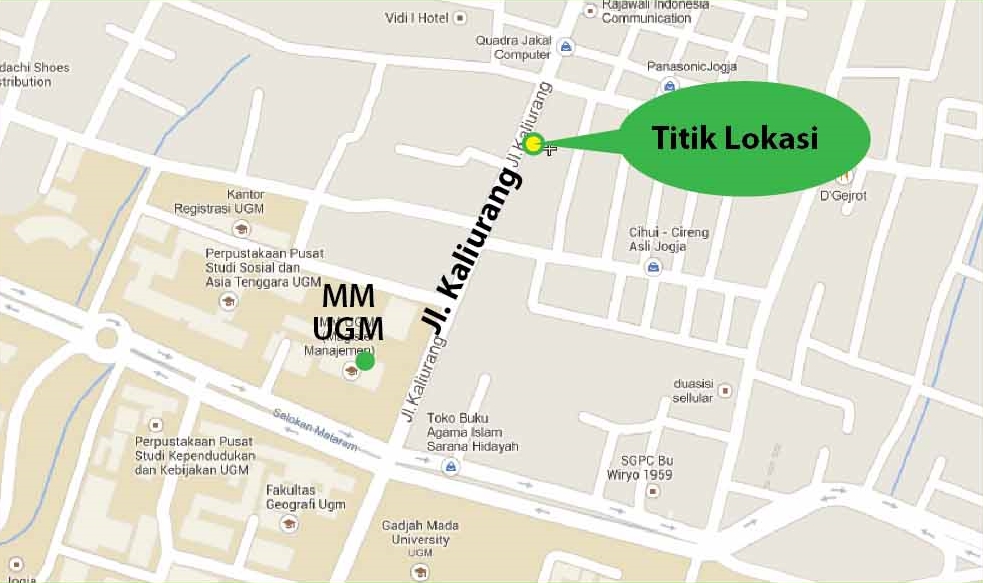 Vidi I Hotel
Rajawali Indonesia
Communication
Quadra Jakal
Computer
dachi Shoes
stribution
PanasonicJogja
Jl. Kaliurang
Titik Lokasi
D'Gejrot
Kantor
Registrasi UGM
Jl. Kaliurang
Cihui - Cireng
Asli Jogja
Perpustakaan Pusat
Studi Sosial dan
Asia Tenggara UGM
MM
UGM
Manajemen)
Jl. Kaliurang
duasisi
sellular
Selokan Mataram
Toko Buku
Agama Islam
Sarana Hidayah
Perpustakaan Pusat
Studi Kependudukan
dan Kebijakan UGM
SGPC Bu
Wiryo 1959
Fakultas
Geografi Ugm
Gadjah Mada
University
UGM